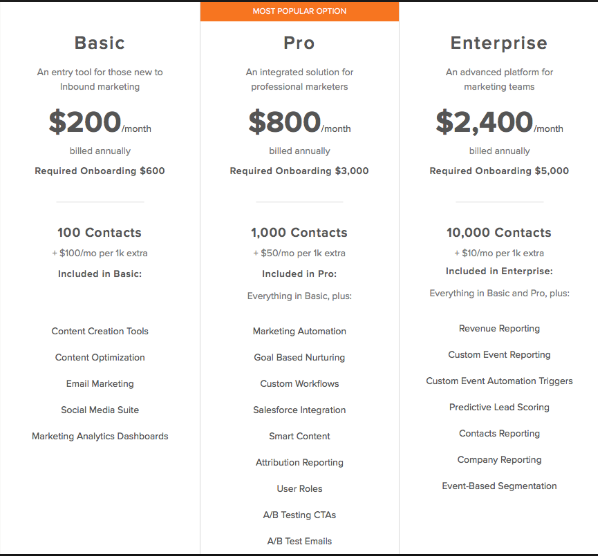 MOST POPULAR OPTION
Basic
An entry tool for those new to
Inbound marketing
$200/month
billed annually
Required Onboarding $600
100 Contacts
+ $100/mo per 1k extra
Included in Basic:
Content Creation Tools
Content Optimization
Email Marketing
Social Media Suite
Marketing Analytics Dashboards
Pro
An integrated solution for
professional marketers
$800/month
billed annually
Required Onboarding $3,000
1,000 Contacts
+ $50/mo per 1k extra
Included in Pro:
Everything in Basic, plus:
Marketing Automation
Goal Based Nurturing
Custom Workflows
Salesforce Integration
Smart Content
Attribution Reporting
User Roles
A/B Testing CTAs
A/B Test Emails
Enterprise
An advanced platform for
marketing teams
$2,400/month
billed annually
Required Onboarding $5,000
10,000 Contacts
+ $10/mo per 1k extra
Included in Enterprise:
Everything in Basic and Pro, plus:
Revenue Reporting
Custom Event Reporting
Custom Event Automation Triggers
Predictive Lead Scoring
Contacts Reporting
Company Reporting
Event-Based Segmentation